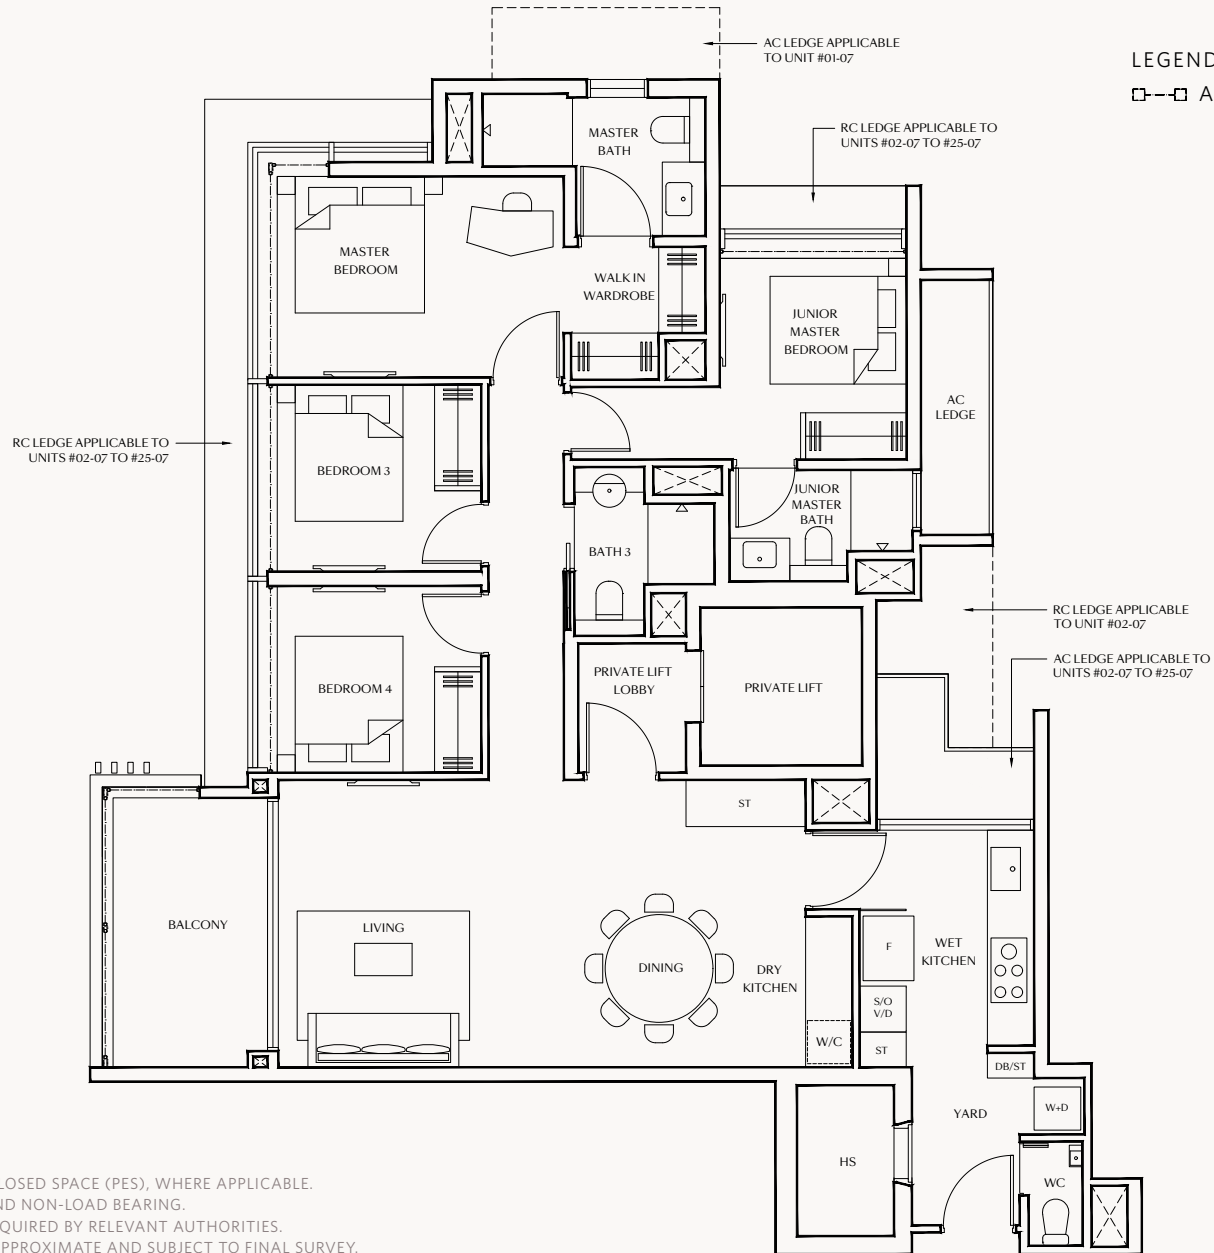 AC LEDGE APPLICABLE
TO UNIT #01-07
LEGEND
A
RC LEDGE APPLICABLE TO
UNITS #02-07 TO #25-07
MASTER
BATH
MASTER
BEDROOM
WALK IN
WARDROBE
JUNIOR
MASTER
BEDROOM
AC
LEDGE
RC LEDGE APPLICABLE TO
UNITS #02-07 TO #25-07
BEDROOM 3
JUNIOR
MASTER
BATH
BATH 3
RC LEDGE APPLICABLE
TO UNIT #02-07
AC LEDGE APPLICABLE TO
UNITS #02-07 TO #25-07
BEDROOM 4
PRIVATE LIFT
LOBBY
PRIVATE LIFT
ST
BALCONY
LIVING
DINING
DRY
KITCHEN
F
WET
KITCHEN
S/O
V/D
W/C
ST
DB/ST
YARD
W+D
HS
WC
LOSED SPACE (PES), WHERE APPLICABLE.
ND NON-LOAD BEARING.
QUIRED BY RELEVANT AUTHORITIES.
PPROXIMATE AND SUBJECT TO FINAL SURVEY.